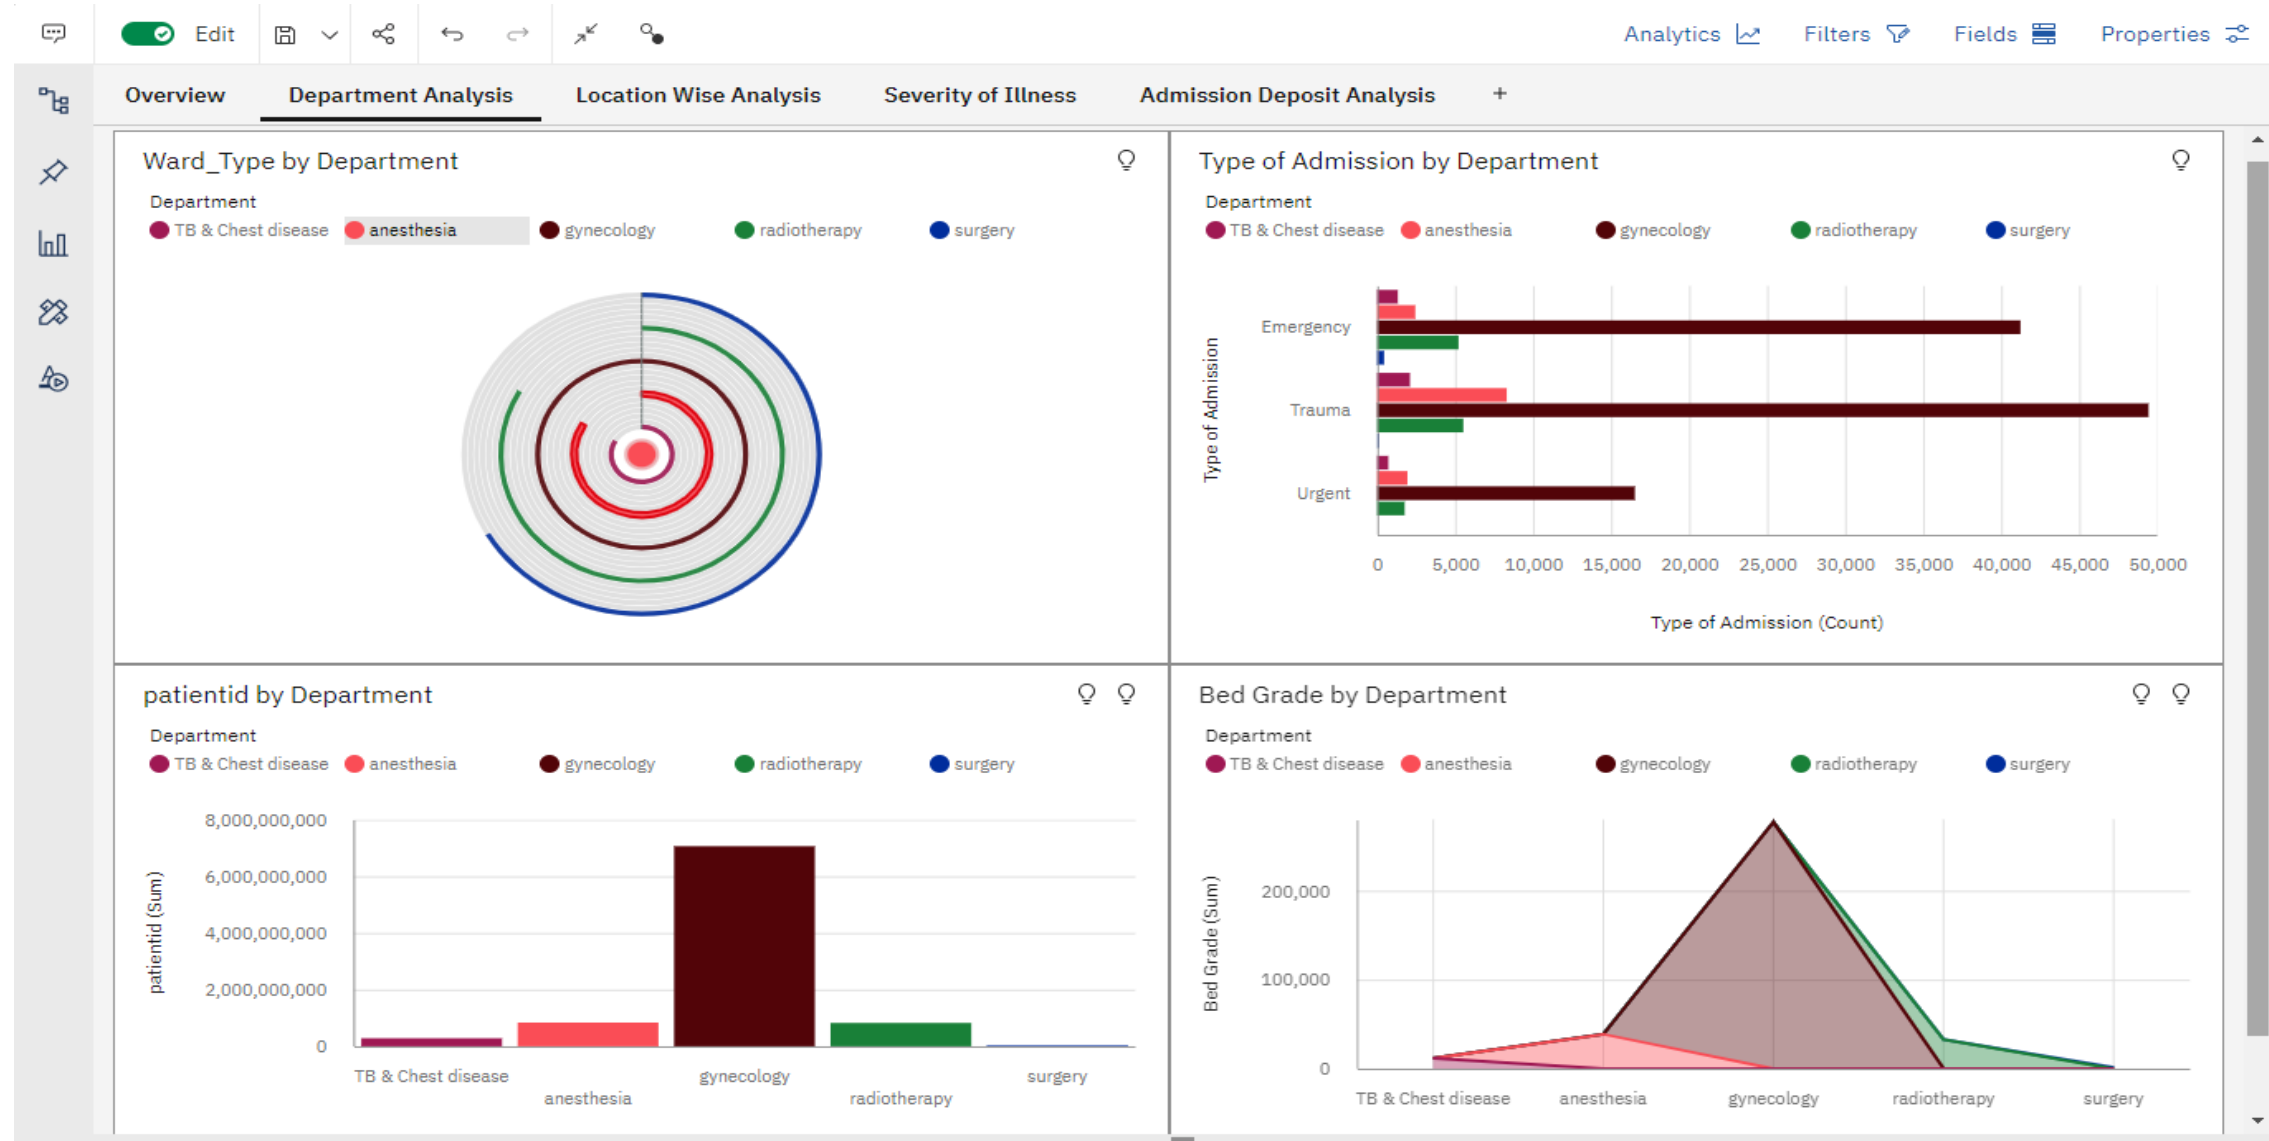 Edit
Analytics
Filters
Fields
Properties
Overview
Department Analysis
Location Wise Analysis
Severity of Illness
Admission Deposit Analysis
+
Ward_Type by Department
Department
TB & Chest disease
anesthesia
gynecology
radiotherapy
surgery
Type of Admission by Department
Department
TB & Chest disease
anesthesia
gynecology
radiotherapy
surgery
Type of Admission
Emergency
Trauma
Urgent
0
5,000
10,000
15,000
20,000
25,000
30,000
35,000
40,000
45,000
50,000
Type of Admission (Count)
patientid by Department
Department
TB & Chest disease
anesthesia
gynecology
radiotherapy
surgery
patientid (Sum)
8,000,000,000
6,000,000,000
4,000,000,000
2,000,000,000
0
TB & Chest disease
anesthesia
gynecology
radiotherapy
surgery
Bed Grade by Department
Department
TB & Chest disease
anesthesia
gynecology
radiotherapy
surgery
Bed Grade (Sum)
200,000
100,000
0
TB & Chest disease
anesthesia
gynecology
radiotherapy
surgery